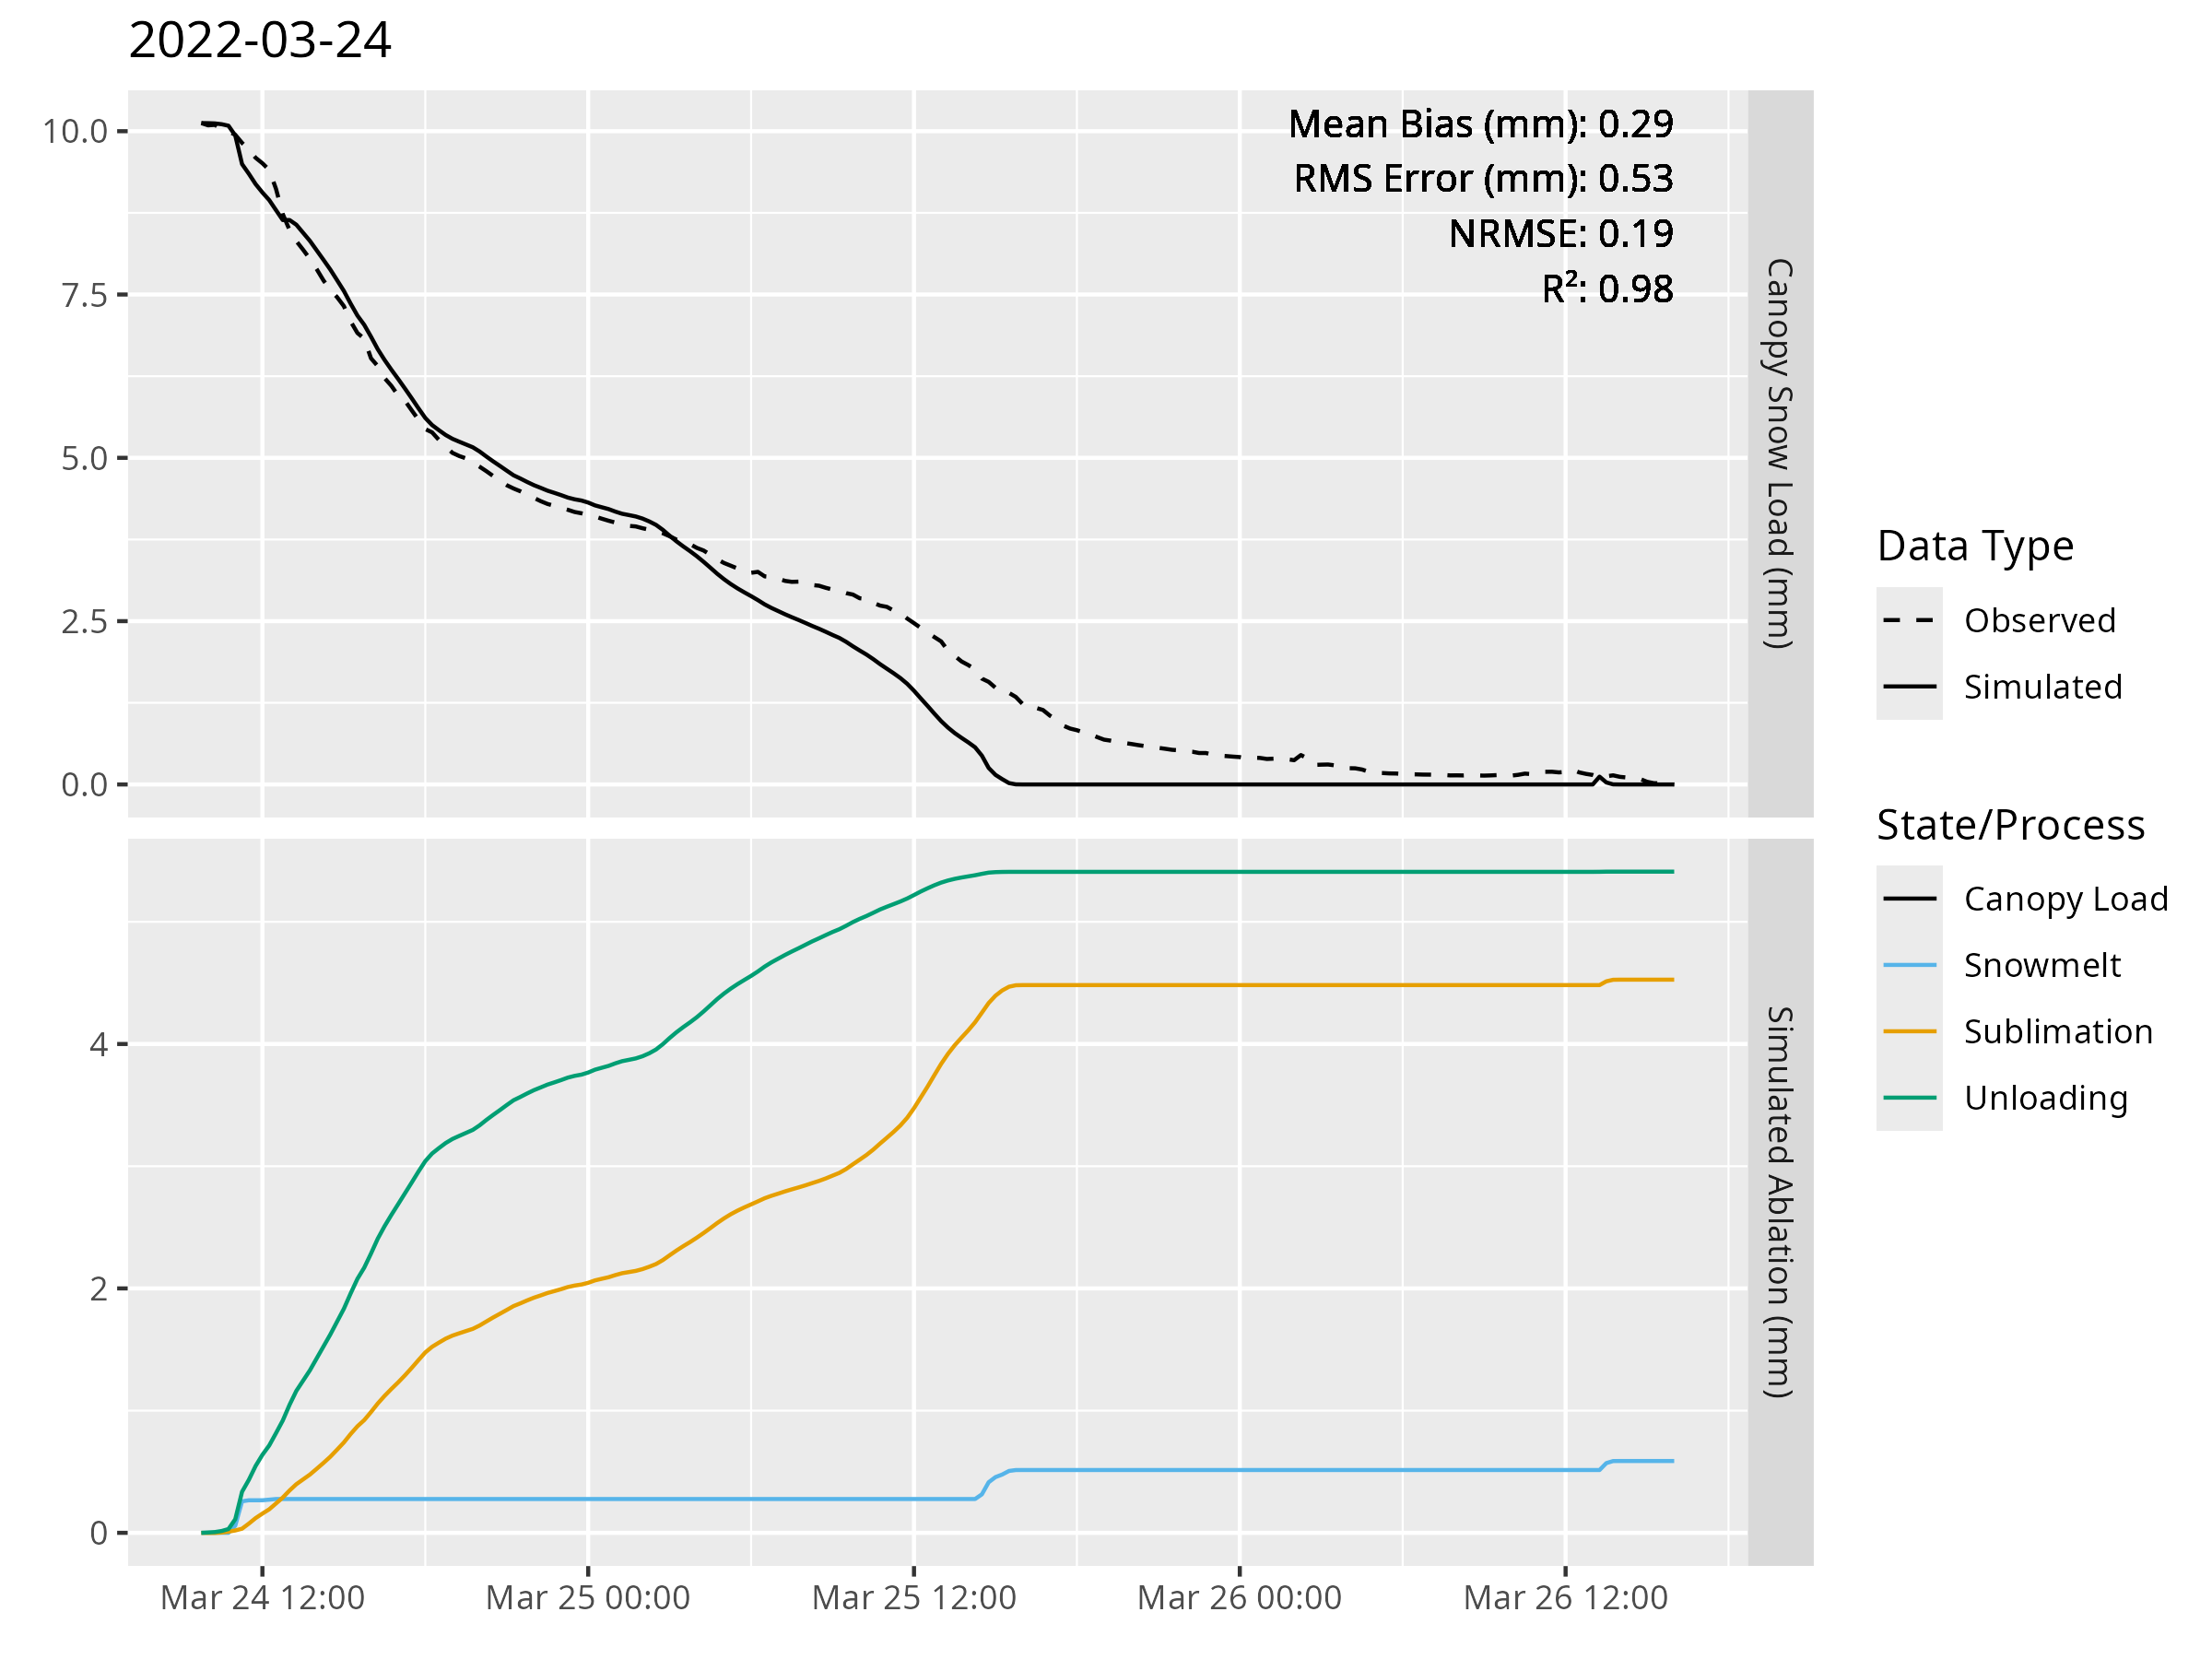 2022-03-24
10.0
7.5
5.0
2.5
0.0
Mean Bias (mm): 0.29
RMS Error (mm): 0.53
NRMSE: 0.19
R²: 0.98
Canopy Snow Load (mm)
4
2
0
Simulated Ablation (mm)
Mar 24 12:00
Mar 25 00:00
Mar 25 12:00
Mar 26 00:00
Mar 26 12:00
Data Type
Observed
Simulated
State/Process
Canopy Load
Snowmelt
Sublimation
Unloading